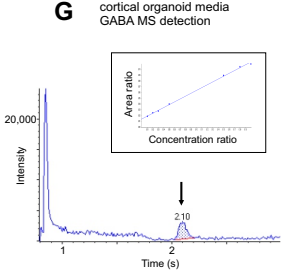 G
cortical organoid media
GABA MS detection
Area ratio
Concentration ratio
20,000
Intensity
2.10
1 2
Time (s)